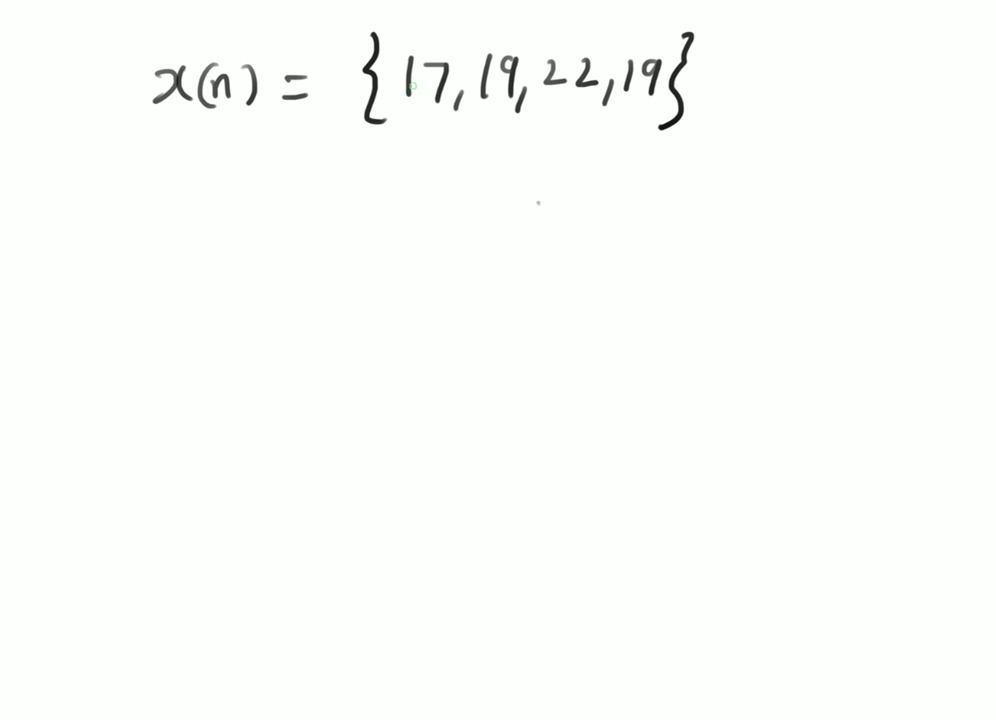 x(n) = {17, 19, 22, 19}